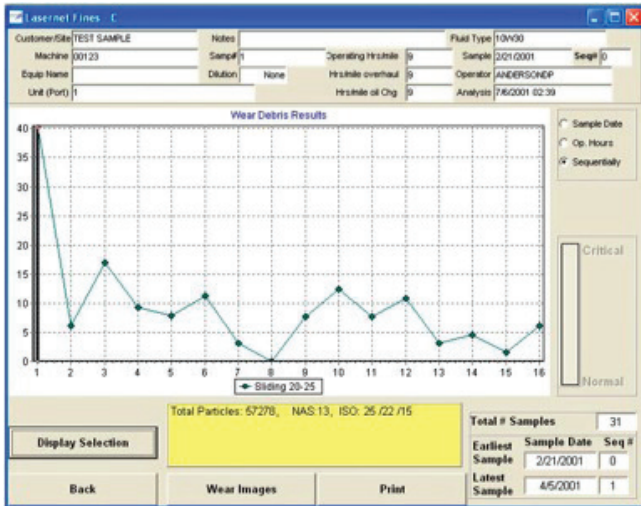 Lasernet Fines C
Customer/Site TEST SAMPLE Notes Fluid Type 10W30
Machine 00123 Samp# 1 Operating Hrs/mile 9 Sample 2/21/2001 Seq# 0
Equip Name Dilution None Hrs/mile overhaul 9 Operator ANDERSONDP
Unit (Port) 1 Hrs/mile oil Chg 9 Analysis 7/6/2001 02:39
Wear Debris Results
Sample Date
Op. Hours
Sequentially
40
35
30
25
20
15
10
5
0
1 2 3 4 5 6 7 8 9 10 11 12 13 14 15 16
Sliding 20-25
Critical
Normal
Total Particles: 57278, NAS:13, ISO: 25 /22 /15
Display Selection
Back
Wear Images
Print
Total # Samples 31
Sample Date Seq #
Earliest Sample 2/21/2001 0
Latest Sample 4/5/2001 1